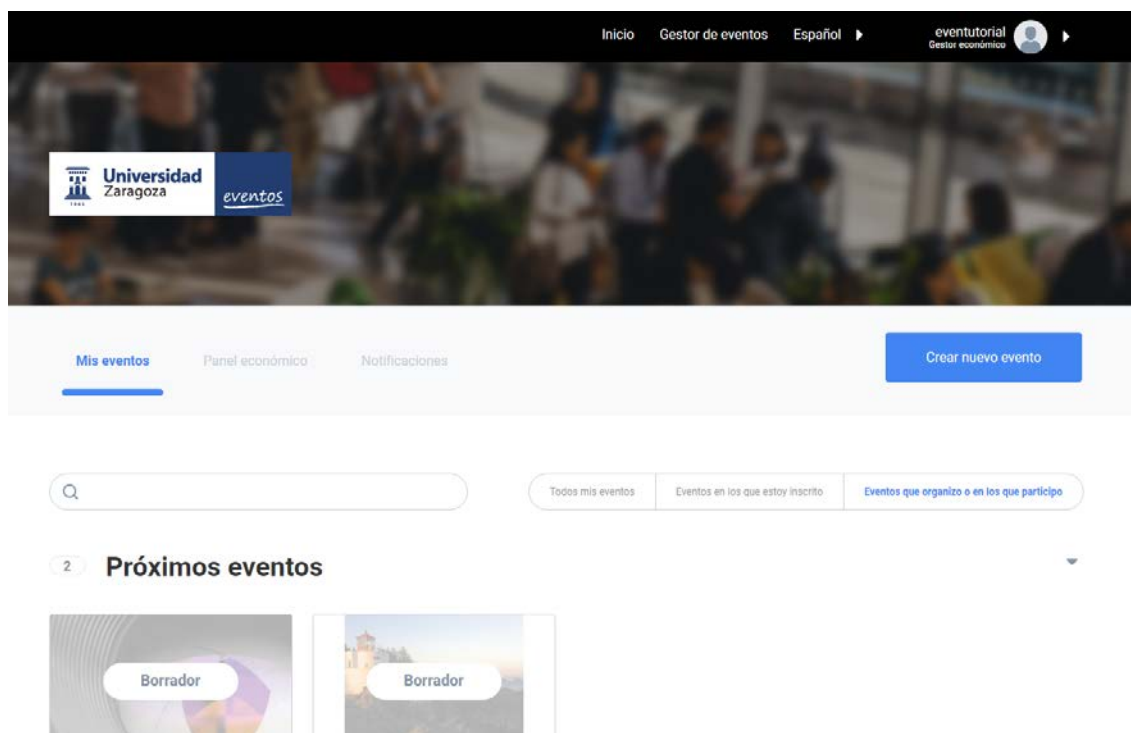 Inicio Gestor de eventos Español eventutorial
Gestor económico
Universidad
Zaragoza
1542
eventos
Mis eventos Panel económico Notificaciones Crear nuevo evento
Todos mis eventos Eventos en los que estoy inscrito Eventos que organizo o en los que participo
2 Próximos eventos
Borrador Borrador